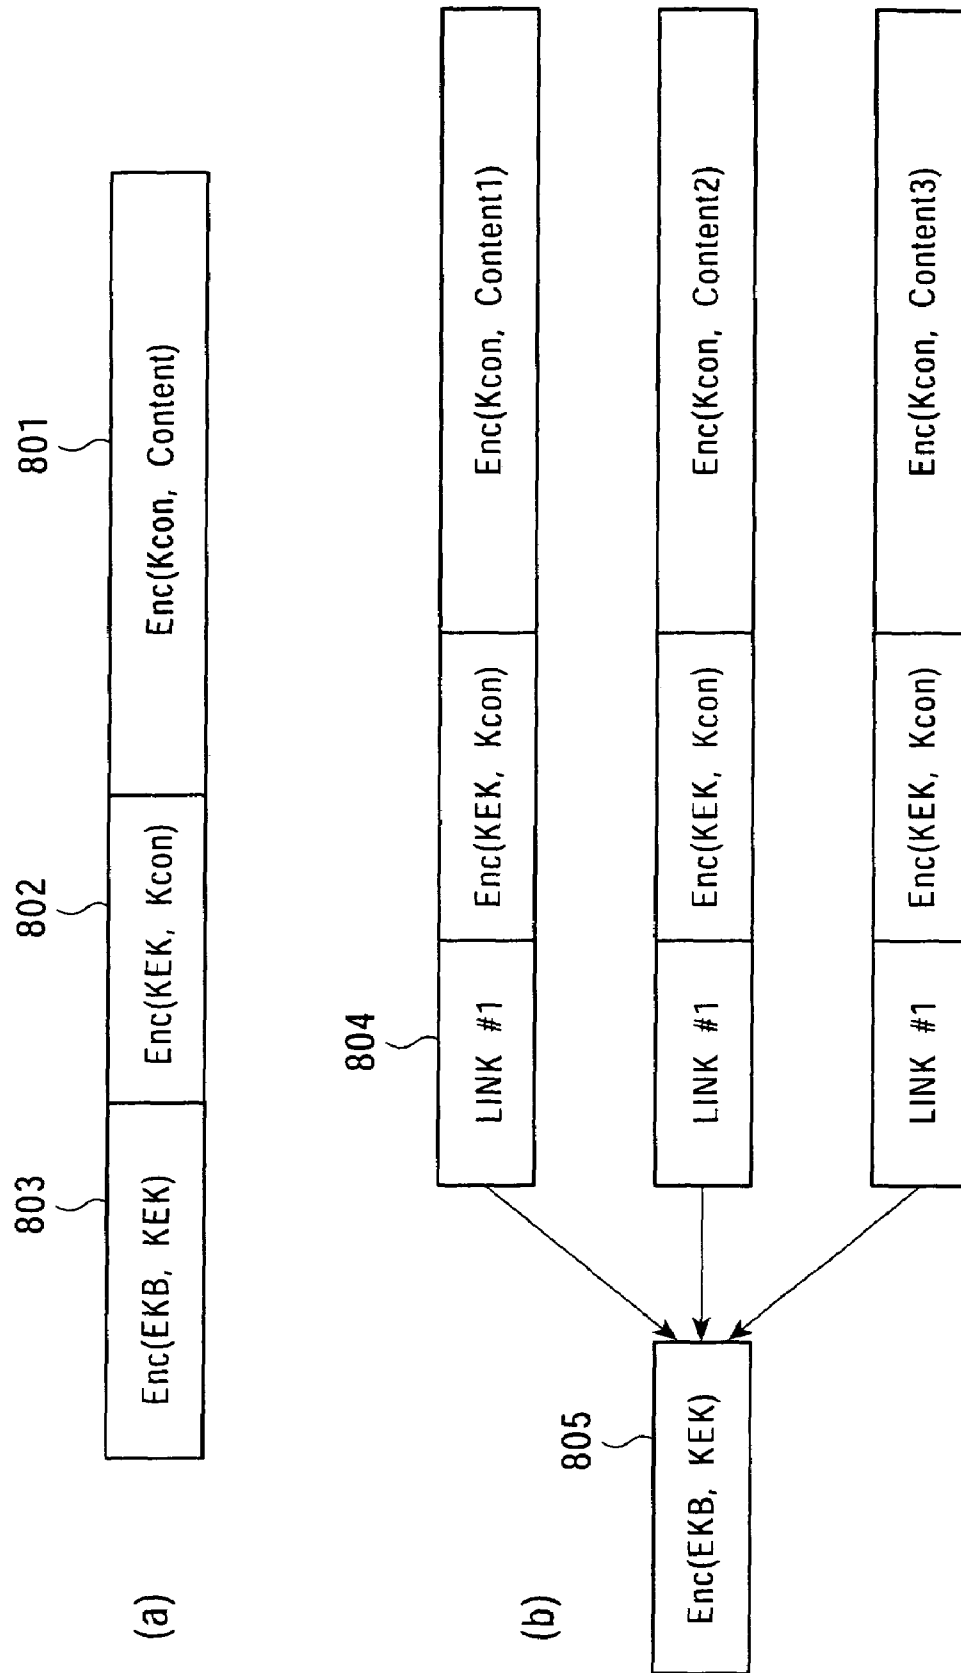 (a)
803
802
801
Enc(EKB, KEK)
Enc(KEK, Kcon)
Enc(Kcon, Content)
(b)
804
LINK #1
Enc(KEK, Kcon)
Enc(Kcon, Content1)
805
Enc(EKB, KEK)
LINK #1
Enc(KEK, Kcon)
Enc(Kcon, Content2)
LINK #1
Enc(KEK, Kcon)
Enc(Kcon, Content3)